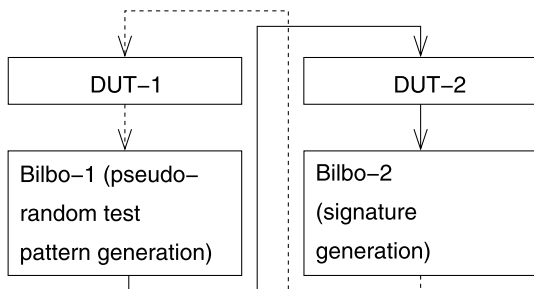 DUT−1
DUT−2
Bilbo−1 (pseudo−
random test
pattern generation)
Bilbo−2
(signature
generation)